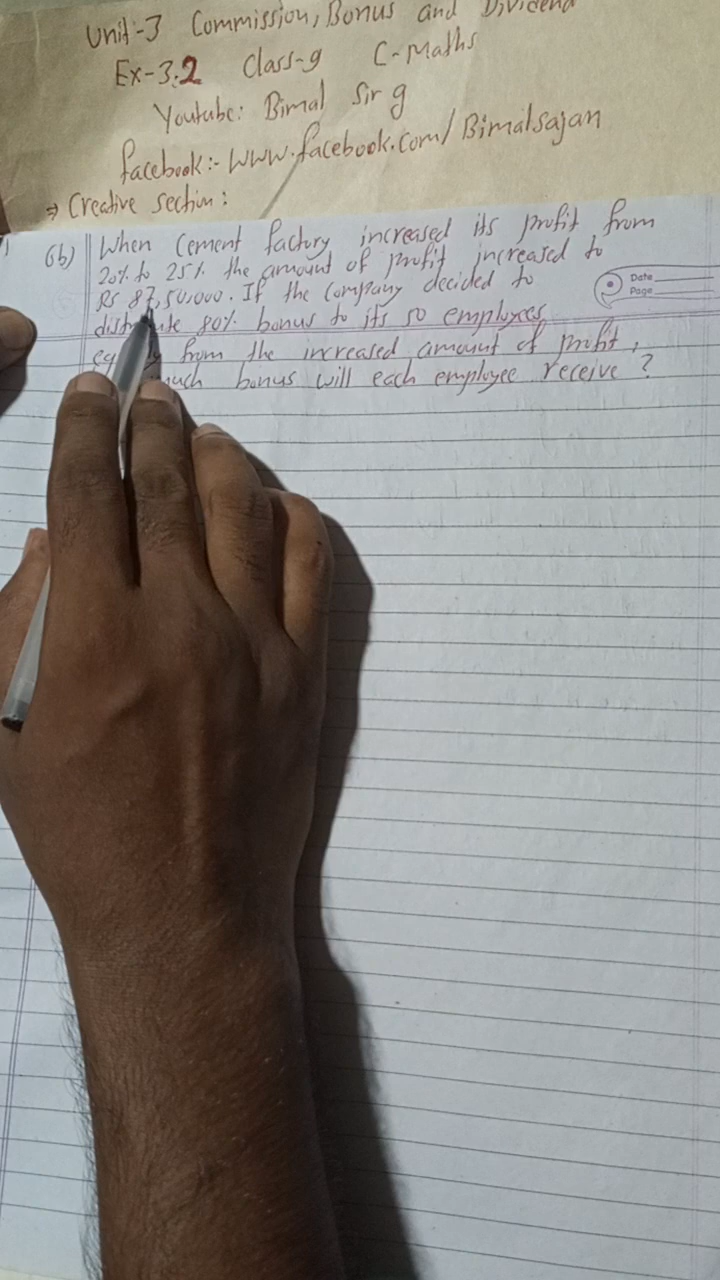 Unit-3 Commission, Bonus and Dividend
Ex-3.2 Class-9 C-Maths
Youtube: Bimal Sir g
facebook:- www.facebook.com/Bimalsajan
⇒ Creative section:
6b) When Cement factory increased its profit from
20% to 25% the amount of profit increased to
Rs 87,50,000. If the Company decided to
Date
Page
80% bonus to its 50 employees
from the increased amount of profit,
bonus will each employee receive ?